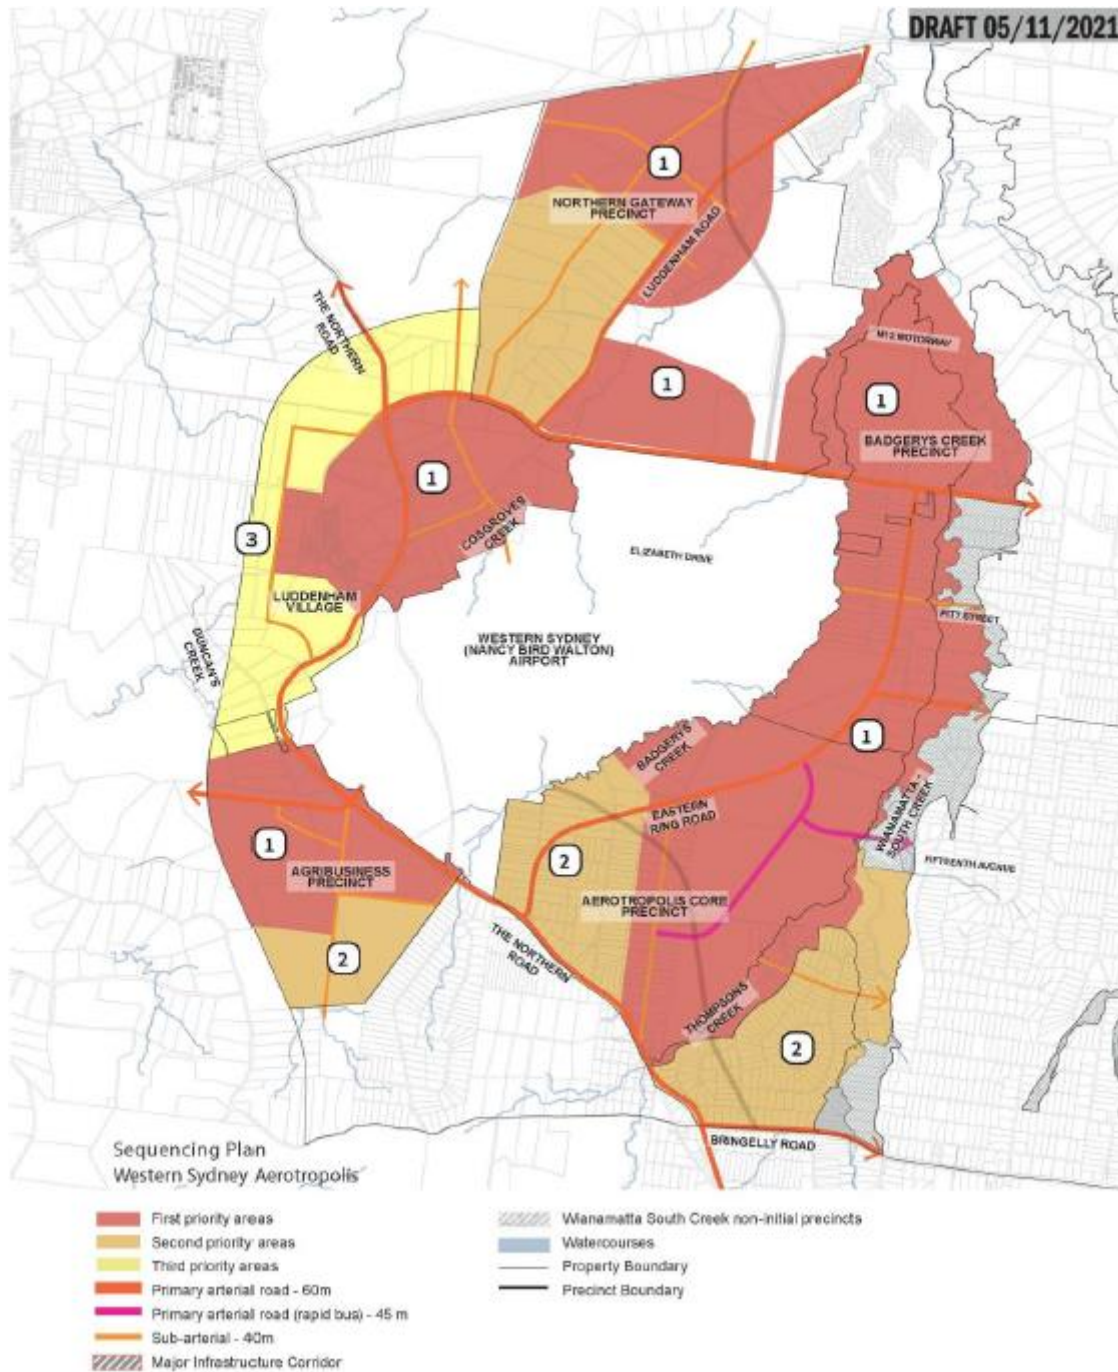 DRAFT 05/11/2021
1
NORTHERN GATEWAY
PRECINCT
LUDDENHAM ROAD
THE NORTHERN
ROAD
M12 MOTORWAY
1
1
BADGERYS CREEK
PRECINCT
1
COSGROVES
CREEK
3
ELIZABETH DRIVE
LUDDENHAM
VILLAGE
PITT STREET
DUNCAN'S
CREEK
WESTERN SYDNEY
(NANCY BIRD WALTON)
AIRPORT
1
BADGERYS
CREEK
EASTERN
RING ROAD
WIANAMATTA -
SOUTH CREEK
1
AGRIBUSINESS
PRECINCT
2
FIFTEENTH AVENUE
AEROTROPOLIS CORE
PRECINCT
2
THE NORTHERN
ROAD
THOMPSONS
CREEK
2
BRINGELLY ROAD
Sequencing Plan
Western Sydney Aerotropolis
First priority areas
Second priority areas
Third priority areas
Primary arterial road - 60m
Primary arterial road (rapid bus) - 45 m
Sub-arterial - 40m
Major Infrastructure Corridor
Wianamatta South Creek non-initial precincts
Watercourses
Property Boundary
Precinct Boundary